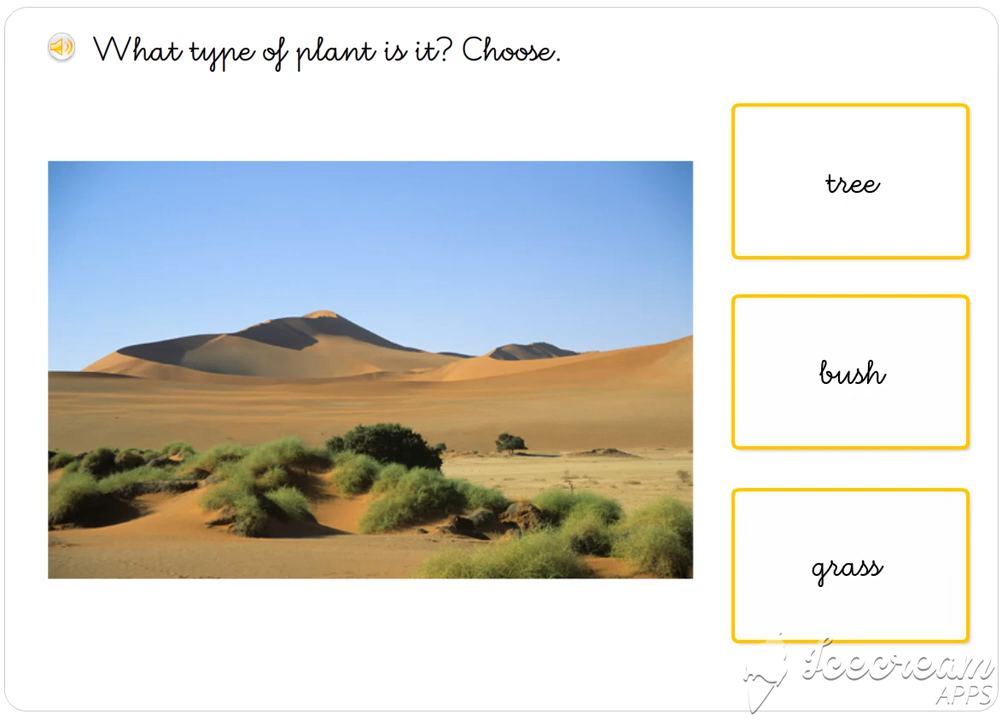 What type of plant is it? Choose.
tree
bush
grass
Icecream
APPS